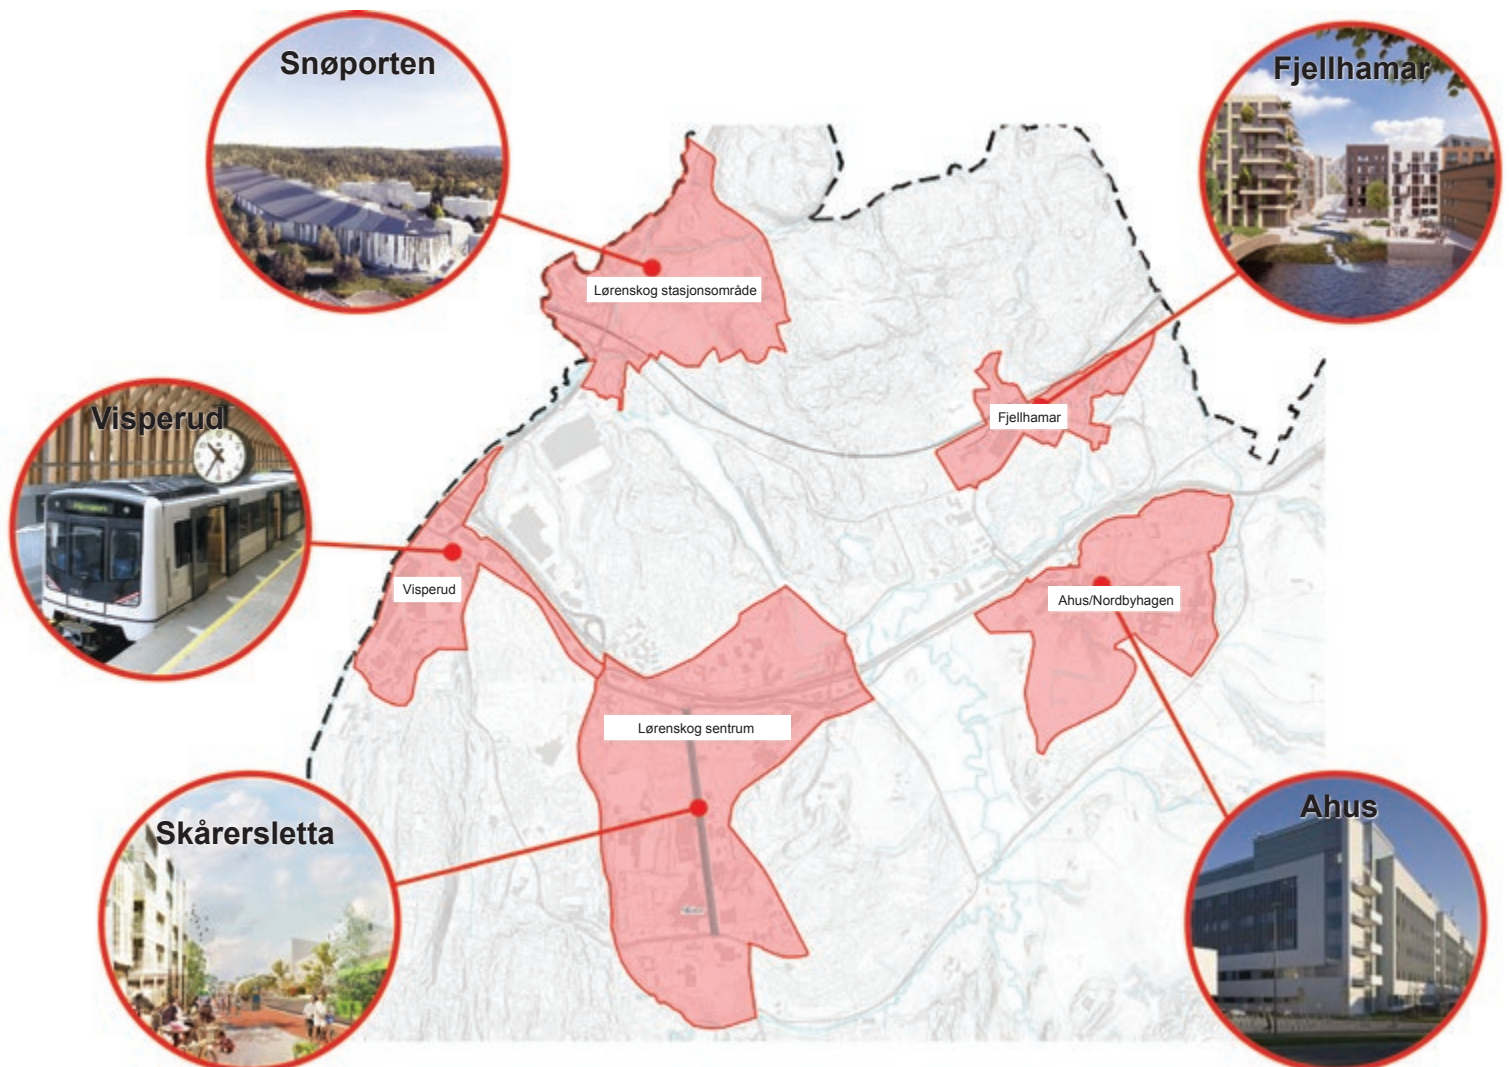 Snøporten
Fjellhamar
Lørenskog stasjonsområde
Visperud
Fjellhamar
Visperud
Ahus/Nordbyhagen
Lørenskog sentrum
Skårersletta
Ahus